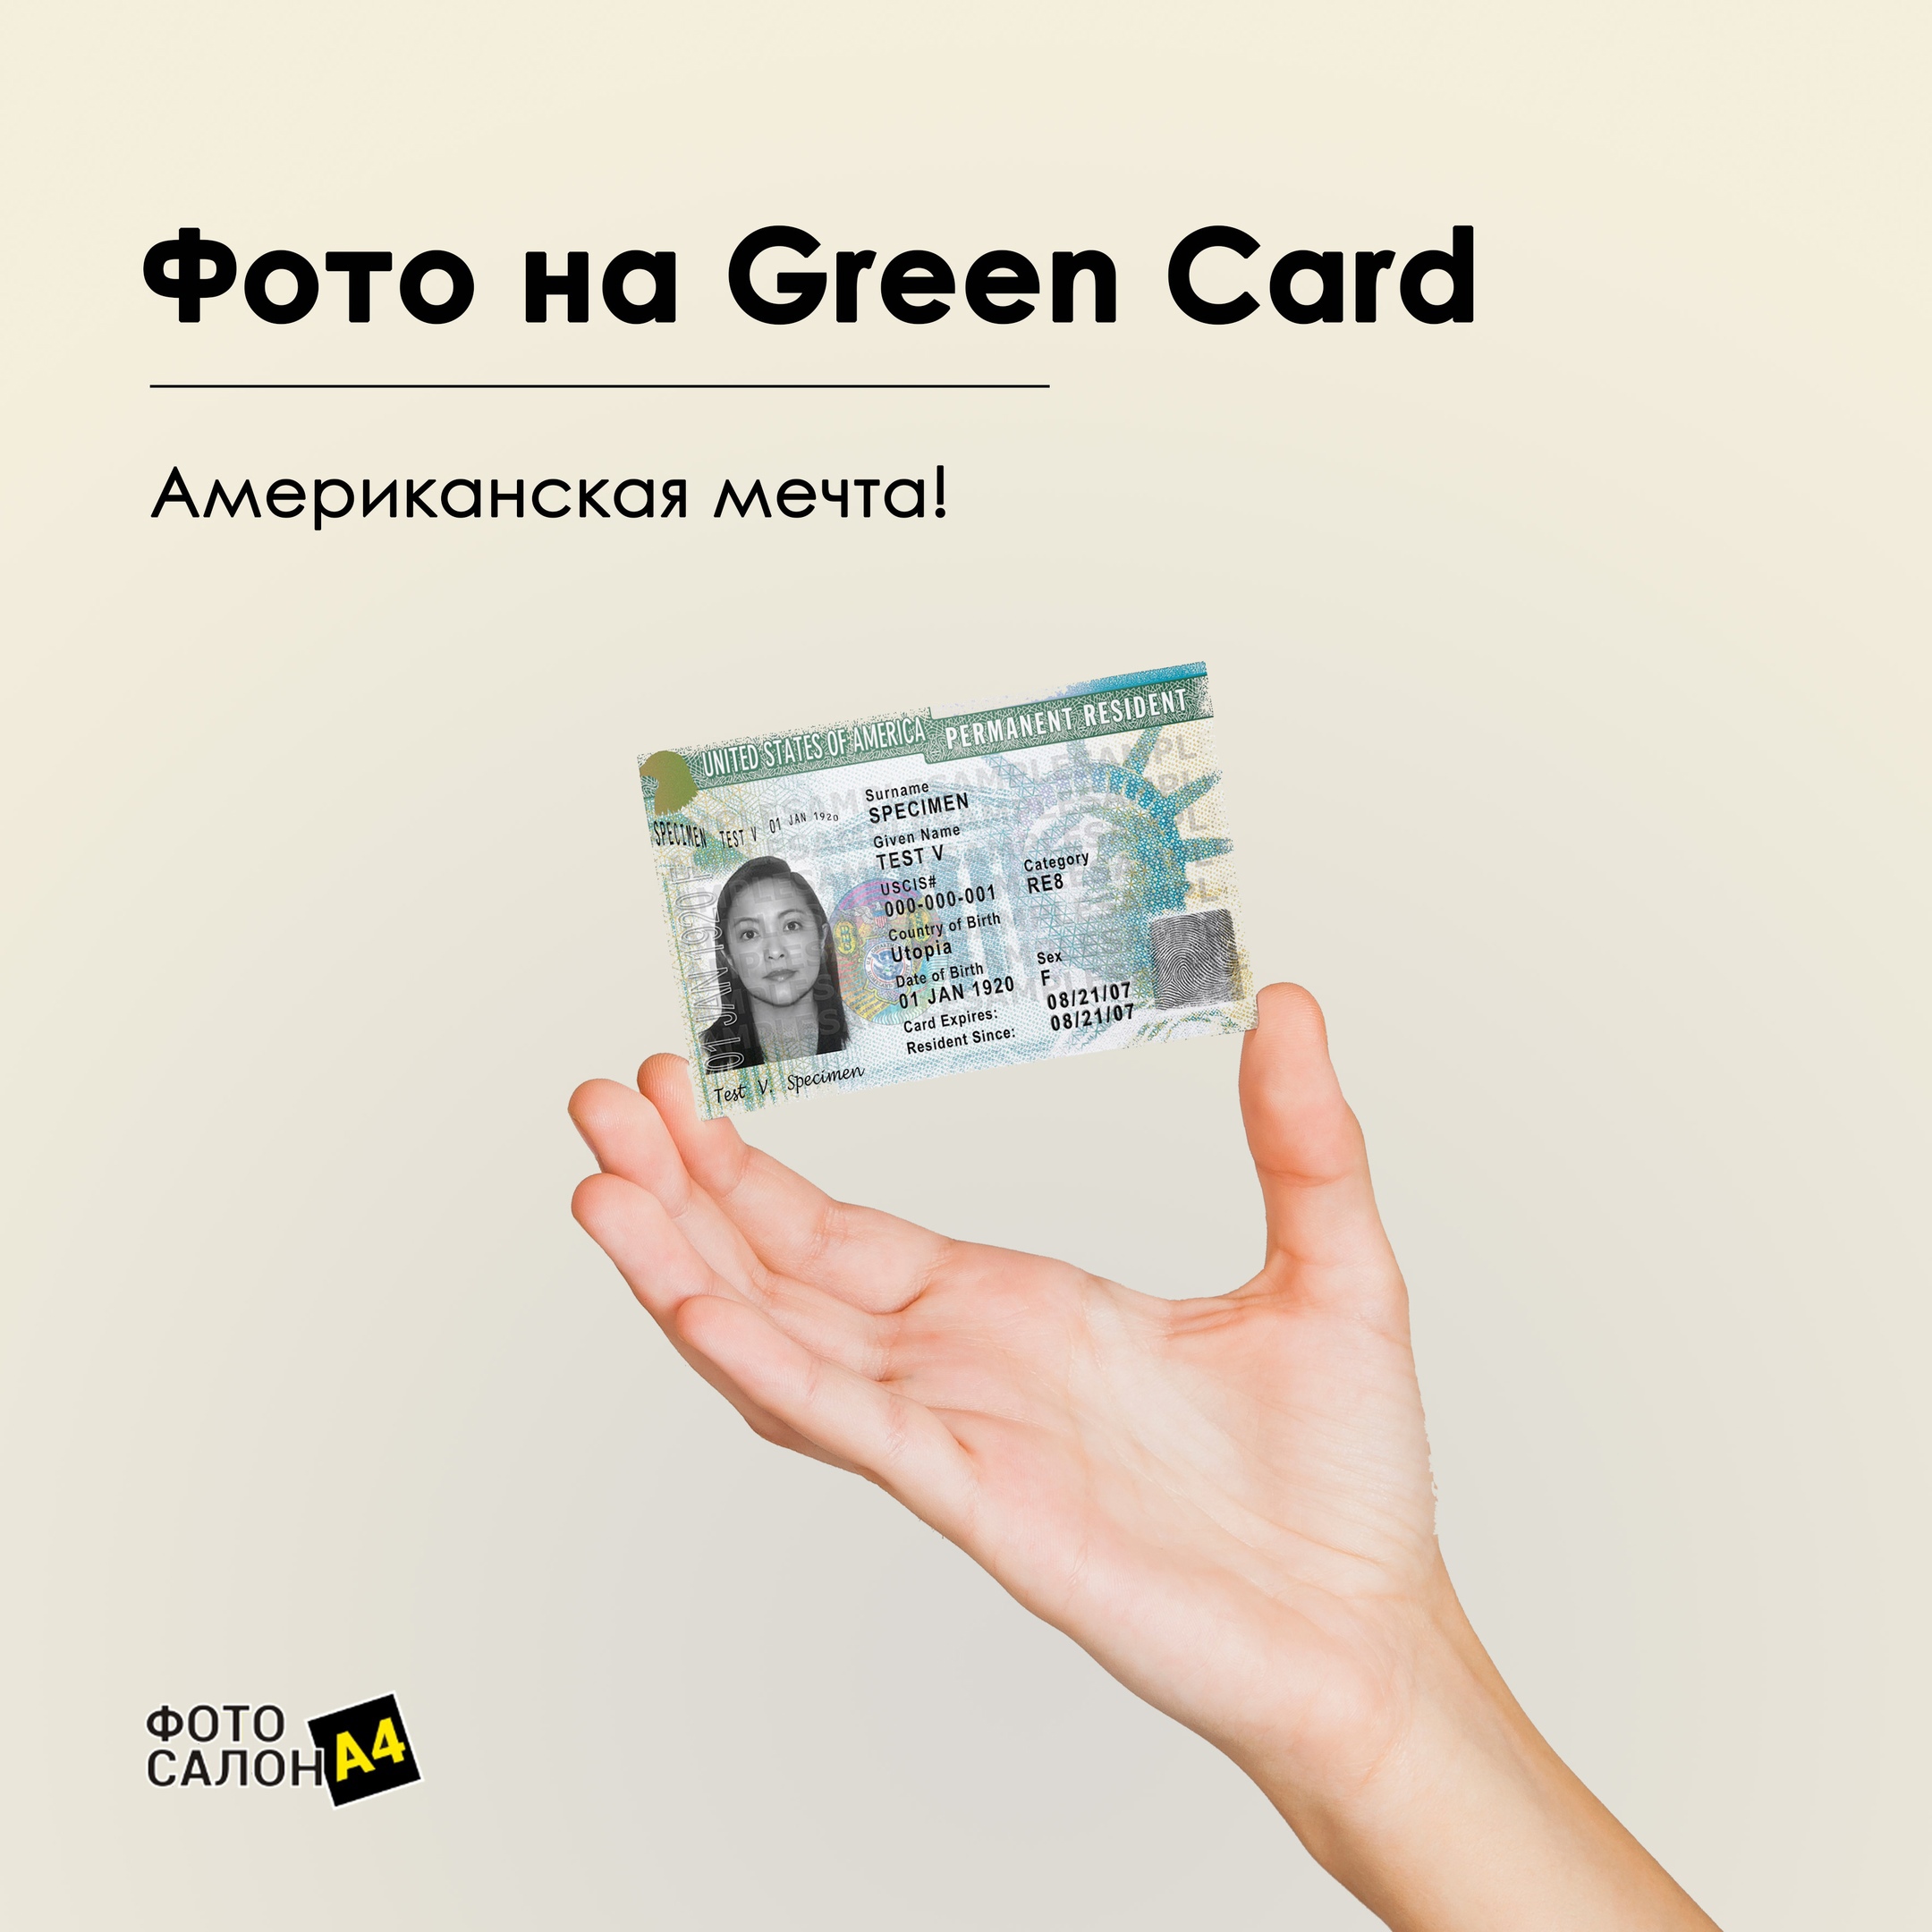 Фото на Green Card
Американская мечта!
UNITED STATES OF AMERICA PERMANENT RESIDENT
SPECIMEN TEST V 01 JAN 1920
Surname
SPECIMEN
Given Name
TEST V
USCIS#
000-000-001
Category
RE8
Country of Birth
Utopia
Date of Birth
01 JAN 1920
Sex
F
Card Expires: 08/21/07
Resident Since: 08/21/07
01 JAN 1920 F
Test V. Specimen
ФОТО
САЛОН А4